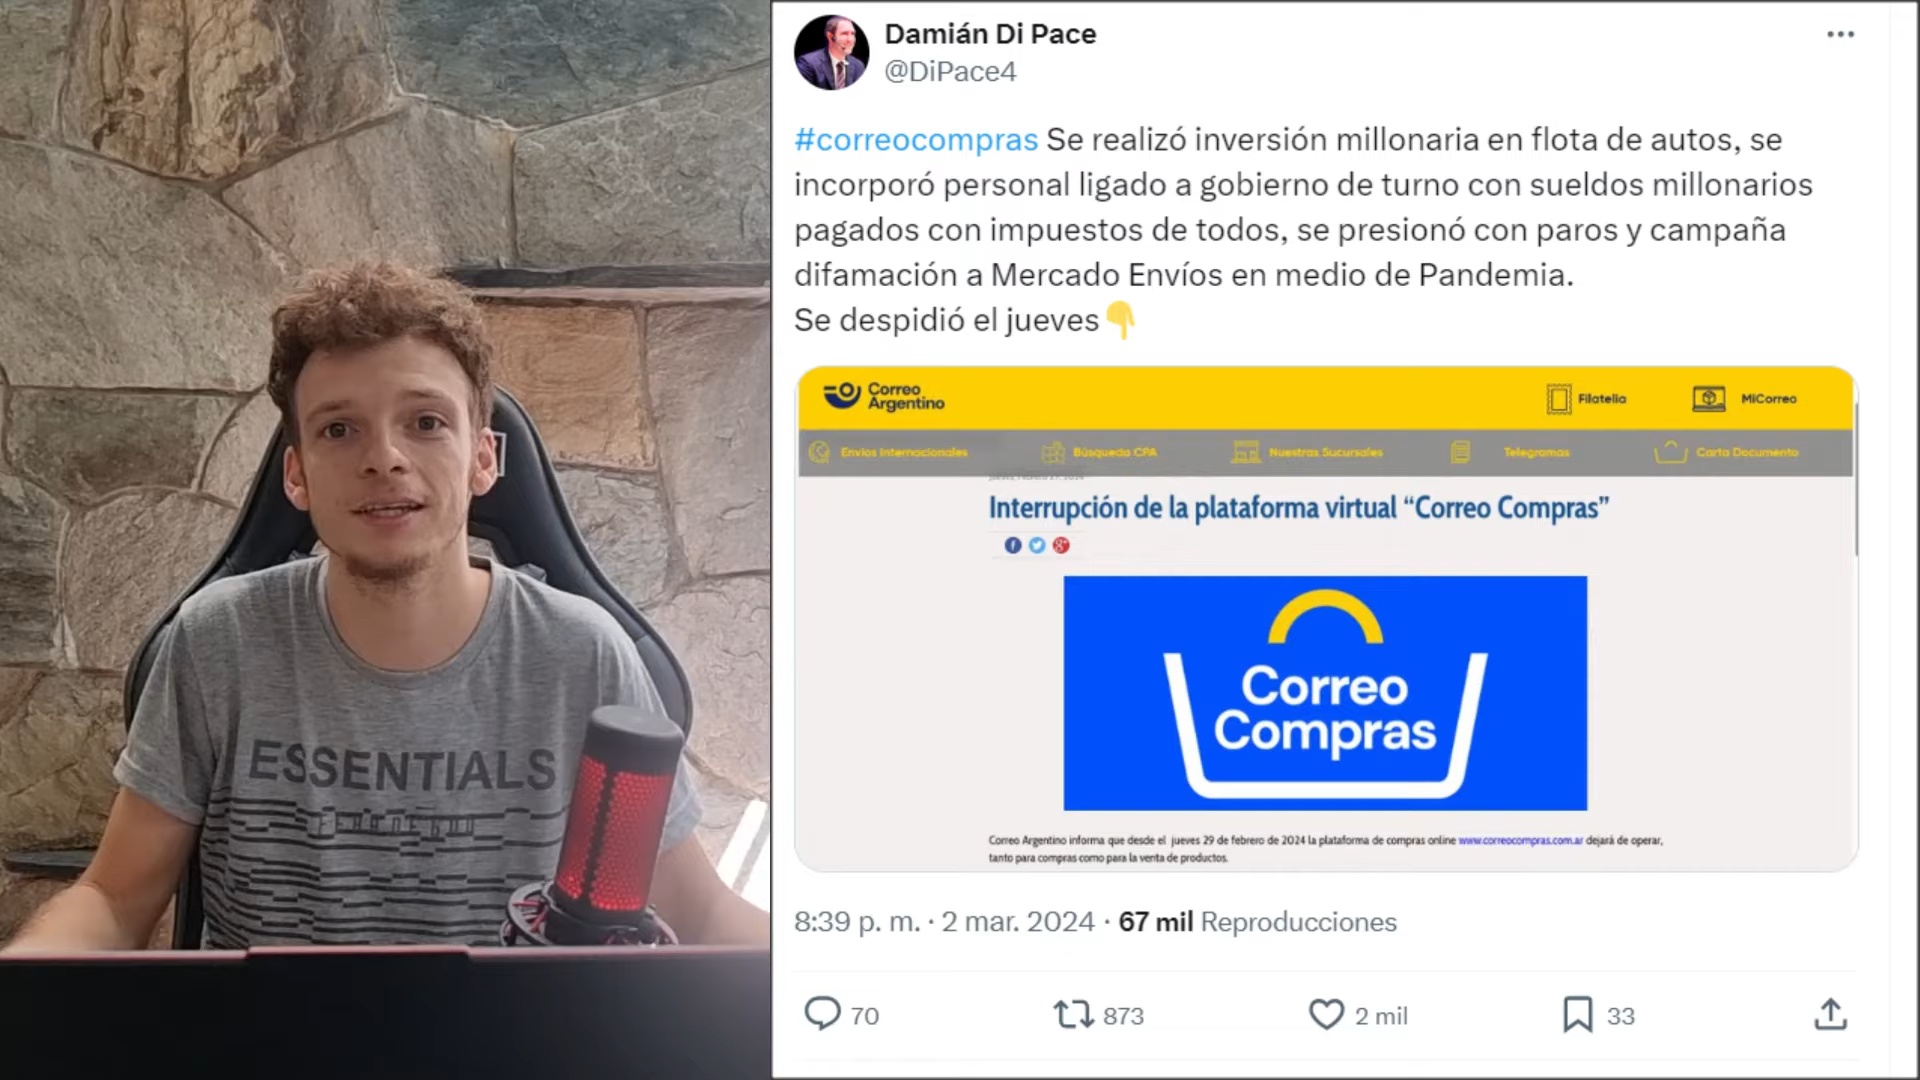 Damián Di Pace
@DiPace4
#correocompras Se realizó inversión millonaria en flota de autos, se
incorporó personal ligado a gobierno de turno con sueldos millonarios
pagados con impuestos de todos, se presionó con paros y campaña
difamación a Mercado Envíos en medio de Pandemia.
Se despidió el jueves
Correo
Argentino
Filatelia
MiCorreo
Envíos Internacionales
Búsqueda CPA
Nuestras Sucursales
Telegramas
Carta Documento
Interrupción de la plataforma virtual “Correo Compras”
Correo
Compras
Correo Argentino informa que desde el jueves 29 de febrero de 2024 la plataforma de compras online www.correocompras.com.ar dejará de operar,
tanto para compras como para la venta de productos.
8:39 p. m. · 2 mar. 2024 · 67 mil Reproducciones
70
873
2 mil
33
ESSENTIALS